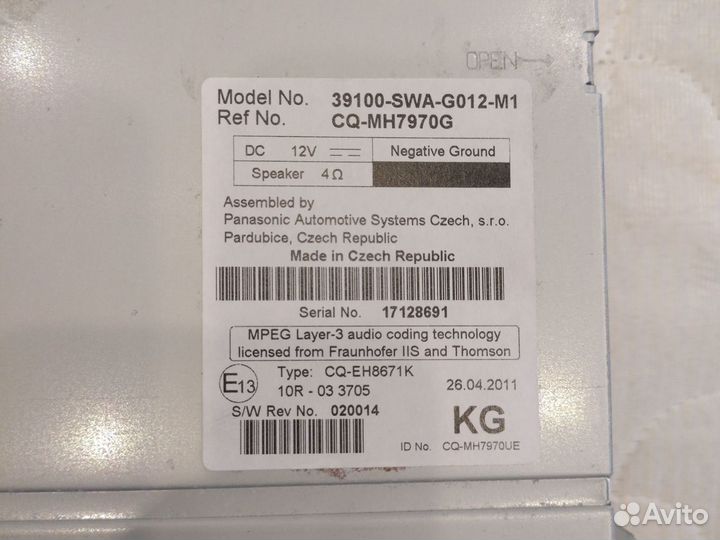 OPEN
Model No. 39100-SWA-G012-M1
Ref No. CQ-MH7970G
DC 12V Negative Ground
Speaker 4Ω
Assembled by
Panasonic Automotive Systems Czech, s.r.o.
Pardubice, Czech Republic
Made in Czech Republic
Serial No. 17128691
MPEG Layer-3 audio coding technology
licensed from Fraunhofer IIS and Thomson
E13 Type: CQ-EH8671K
10R - 03 3705 26.04.2011
S/W Rev No. 020014 KG
ID No. CQ-MH7970UE
Avito